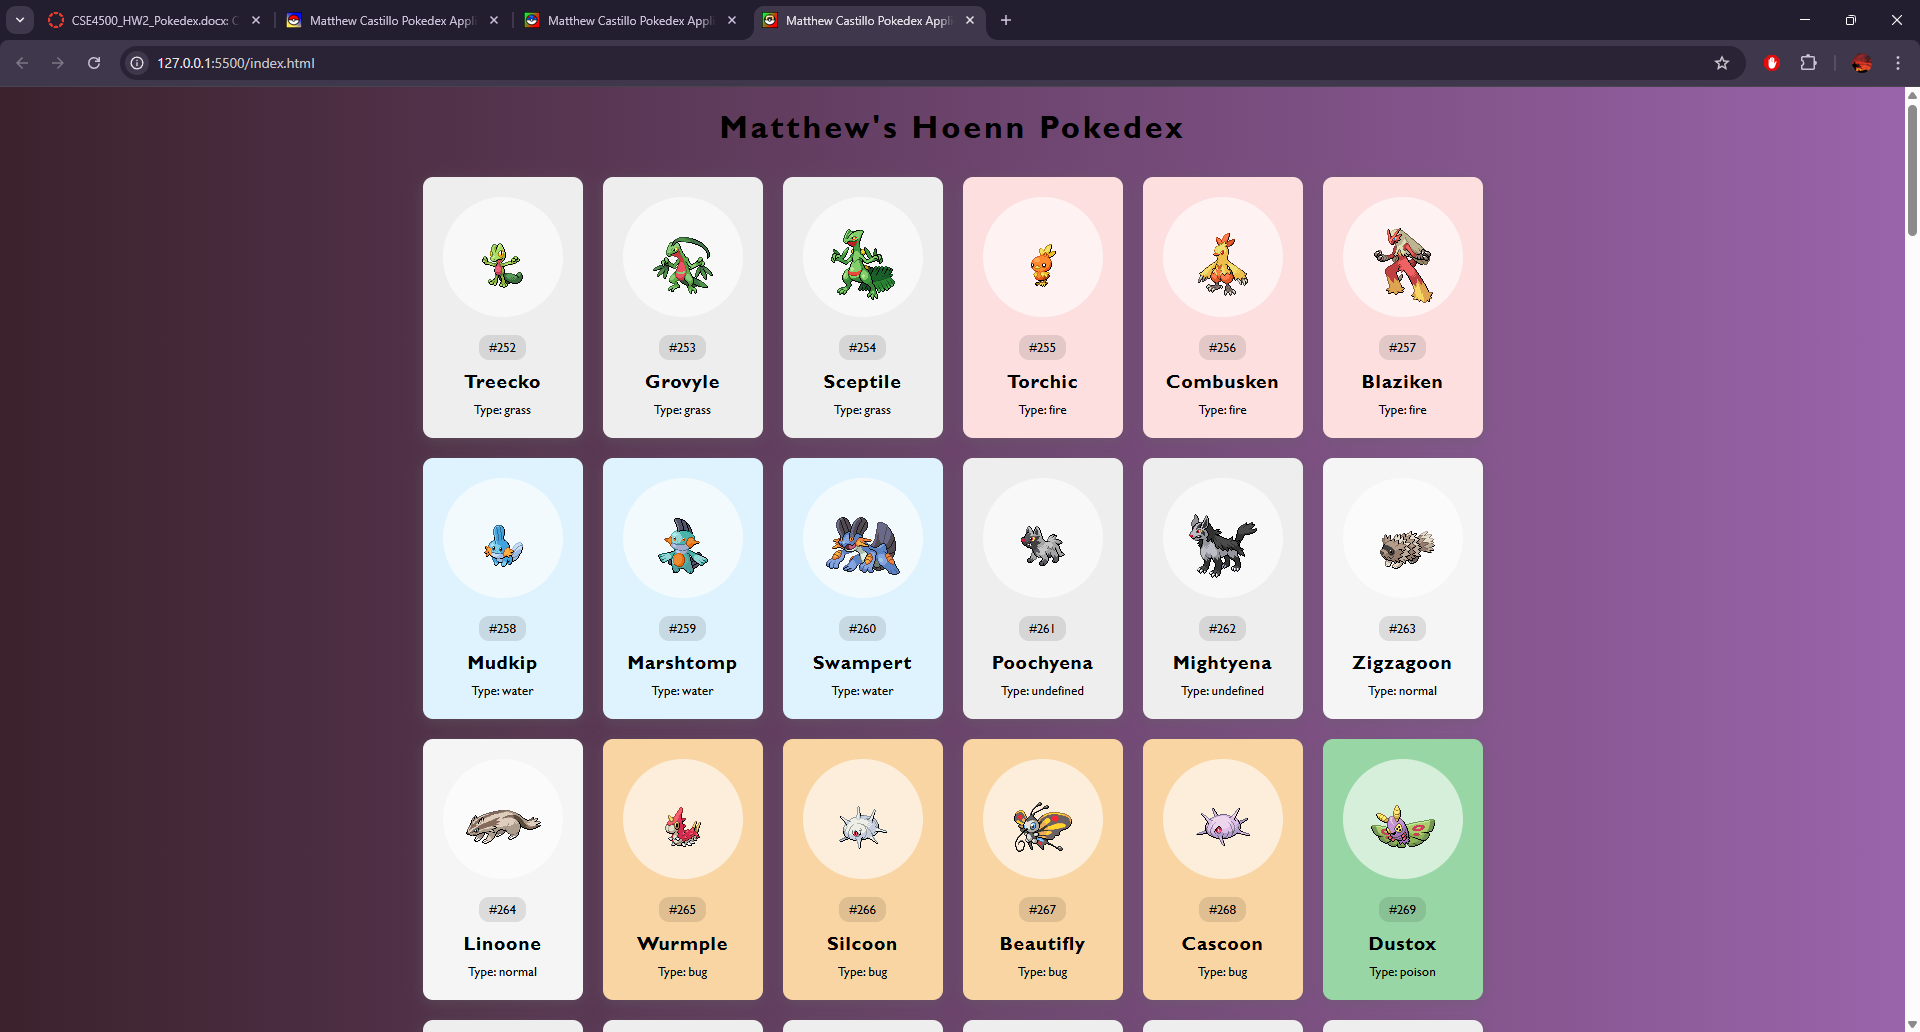 CSE4500_HW2_Pokedex.docx: C
Matthew Castillo Pokedex Appli
Matthew Castillo Pokedex Appli
Matthew Castillo Pokedex Appli
127.0.0.1:5500/index.html
Matthew's Hoenn Pokedex
#252 #253 #254 #255 #256 #257
Treecko Grovyle Sceptile Torchic Combusken Blaziken
Type: grass Type: grass Type: grass Type: fire Type: fire Type: fire
#258 #259 #260 #261 #262 #263
Mudkip Marshtomp Swampert Poochyena Mightyena Zigzagoon
Type: water Type: water Type: water Type: undefined Type: undefined Type: normal
#264 #265 #266 #267 #268 #269
Linoone Wurmple Silcoon Beautifly Cascoon Dustox
Type: normal Type: bug Type: bug Type: bug Type: bug Type: poison